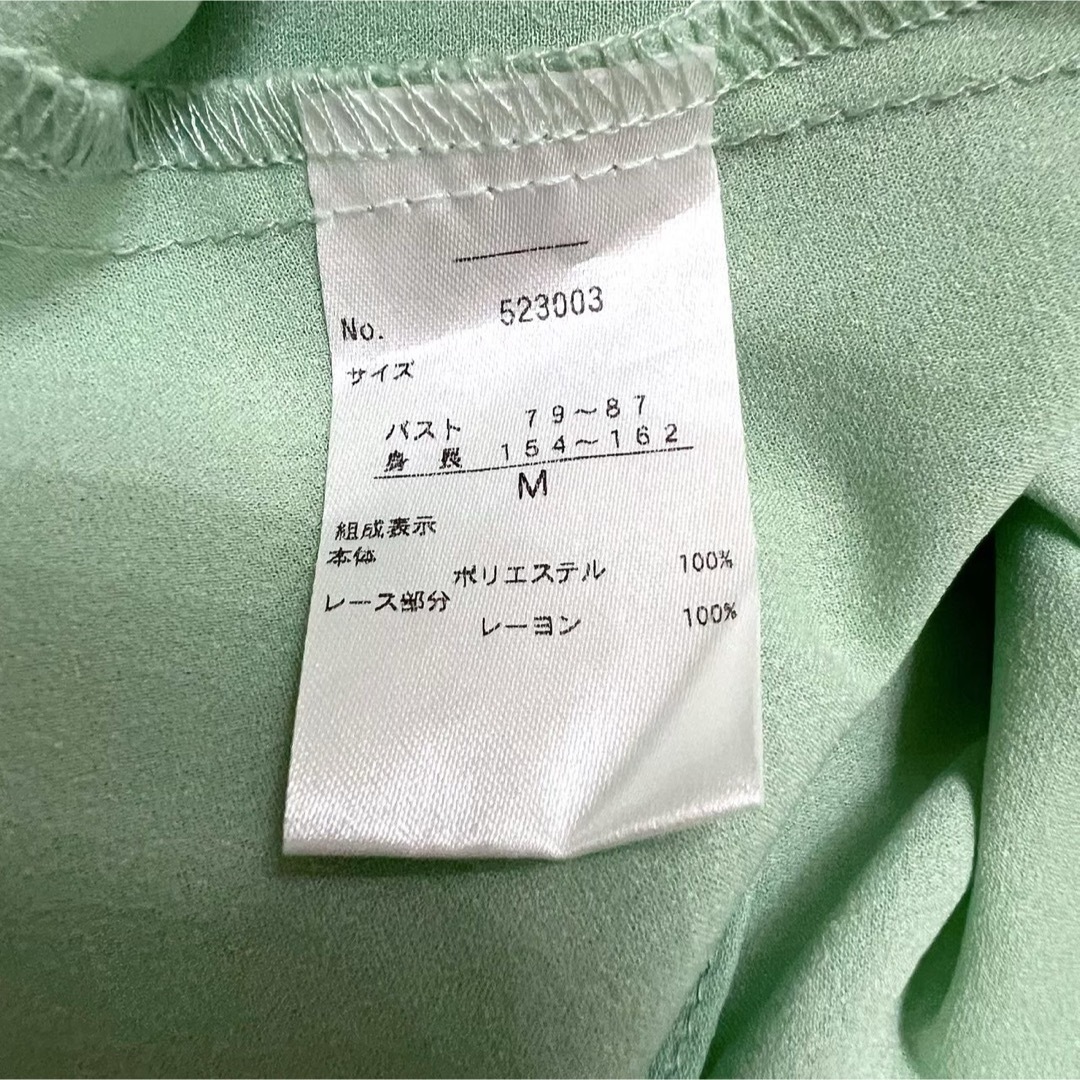 No. 523003
サイズ
バスト 79～87
身長 154～162
M
組成表示
本体
ポリエステル 100%
レース部分
レーヨン 100%